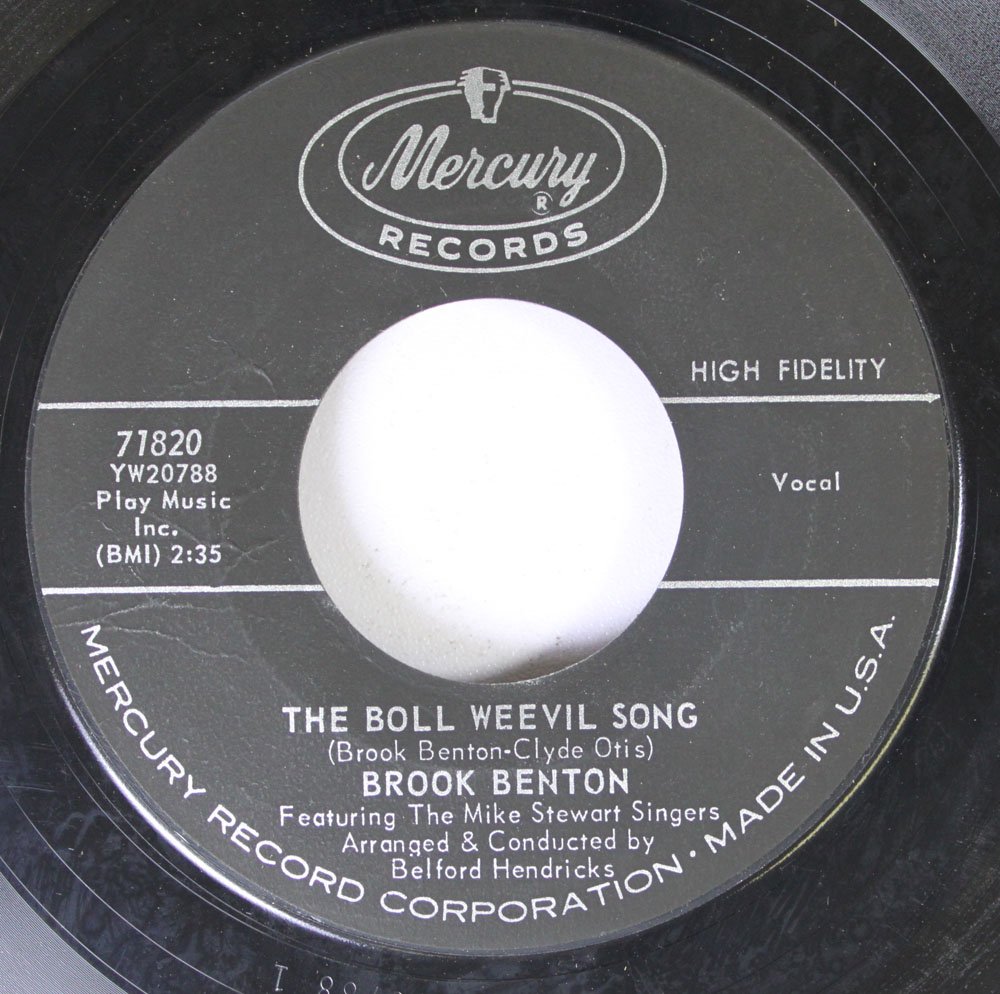 Mercury
®
RECORDS
HIGH FIDELITY
71820
YW20788
Play Music
Inc.
(BMI) 2:35
Vocal
THE BOLL WEEVIL SONG
(Brook Benton-Clyde Otis)
BROOK BENTON
Featuring The Mike Stewart Singers
Arranged & Conducted by
Belford Hendricks
MERCURY RECORD CORPORATION · MADE IN U.S.A.